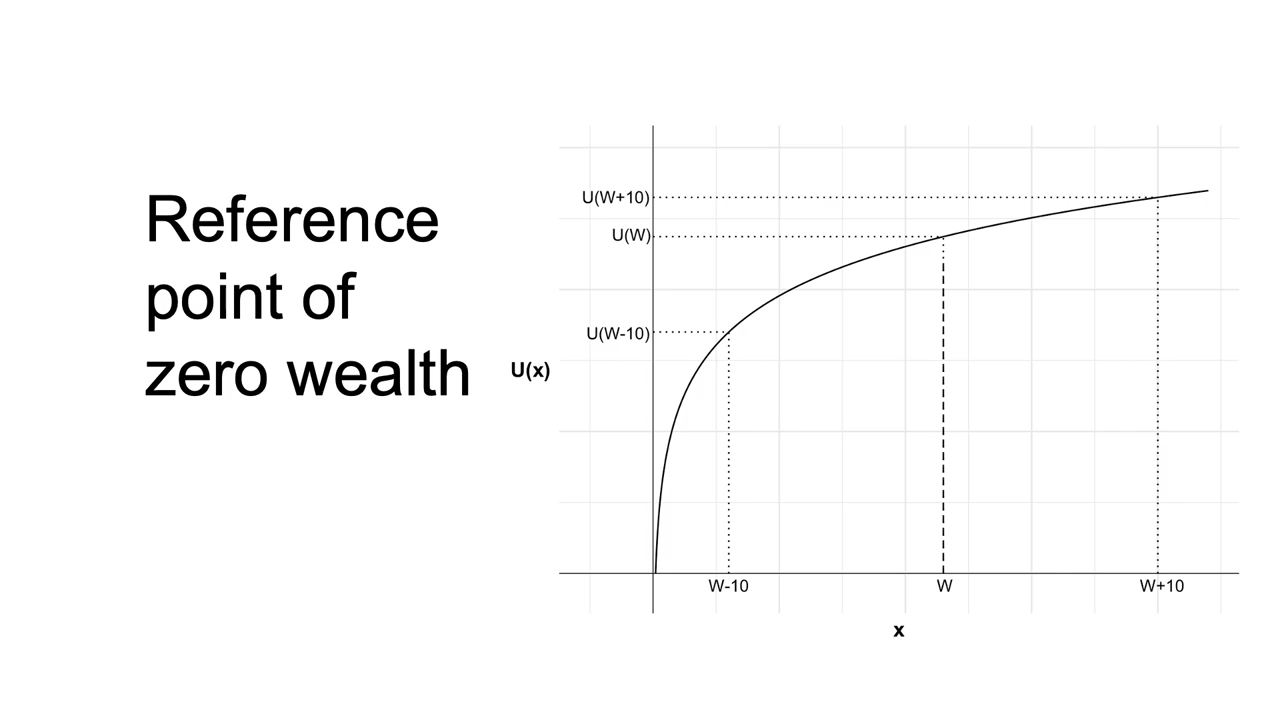 Reference
point of
zero wealth
U(x)
U(W+10)
U(W)
U(W-10)
W-10
W
W+10
x